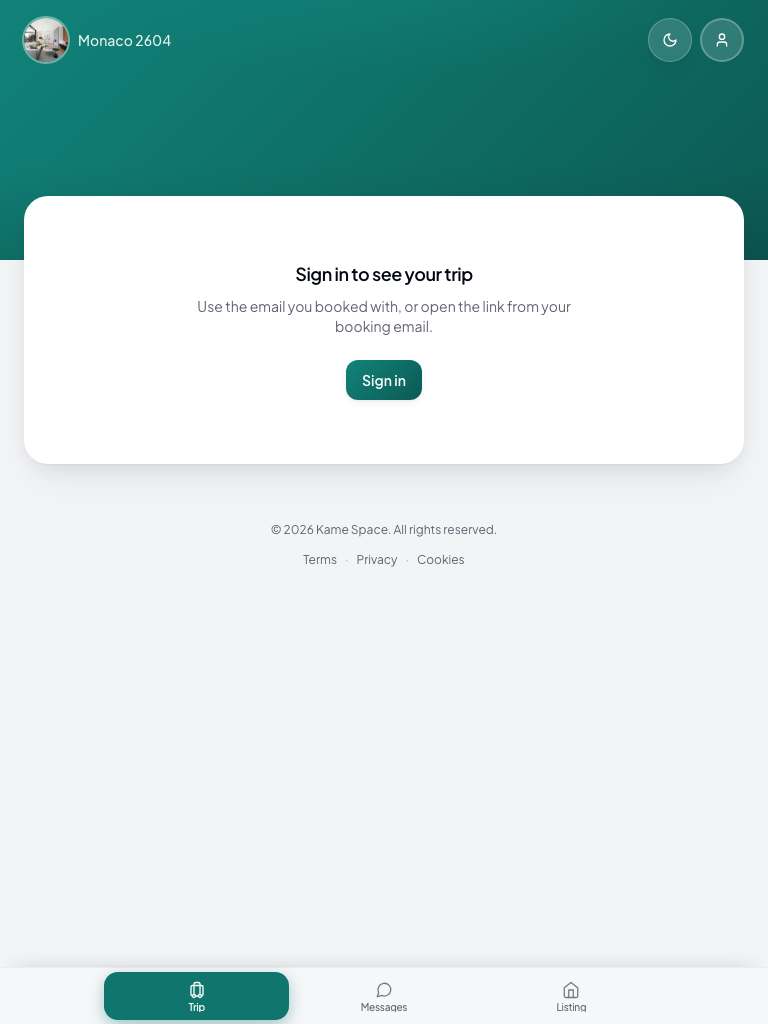 Monaco 2604
Sign in to see your trip
Use the email you booked with, or open the link from your
booking email.
Sign in
© 2026 Kame Space. All rights reserved.
Terms · Privacy · Cookies
Trip
Messages
Listing